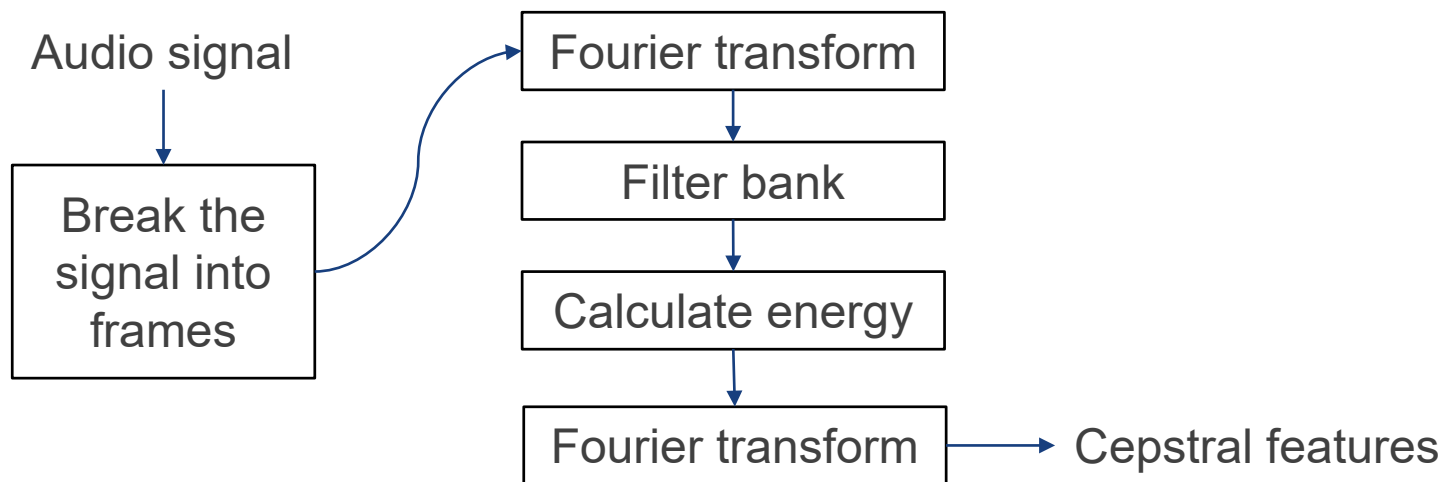 Audio signal
Break the
signal into
frames
Fourier transform
Filter bank
Calculate energy
Fourier transform
Cepstral features